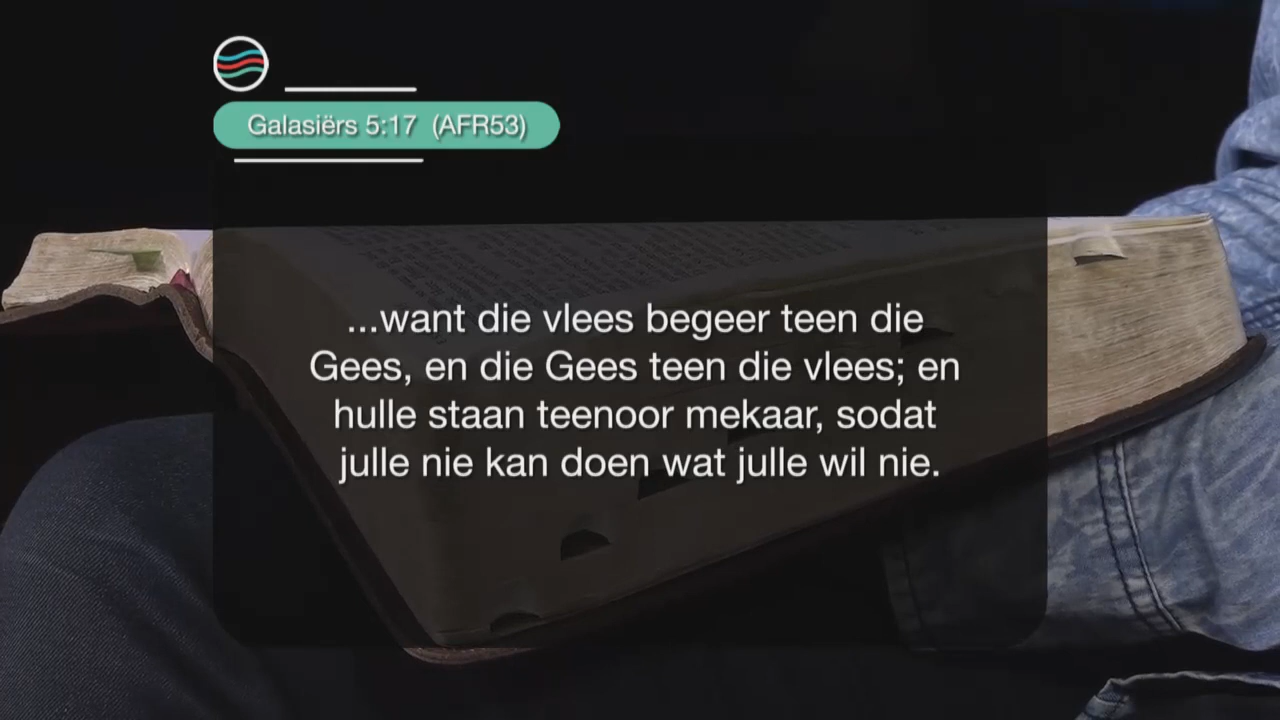 Galasiërs 5:17 (AFR53)
...want die vlees begeer teen die
Gees, en die Gees teen die vlees; en
hulle staan teenoor mekaar, sodat
julle nie kan doen wat julle wil nie.